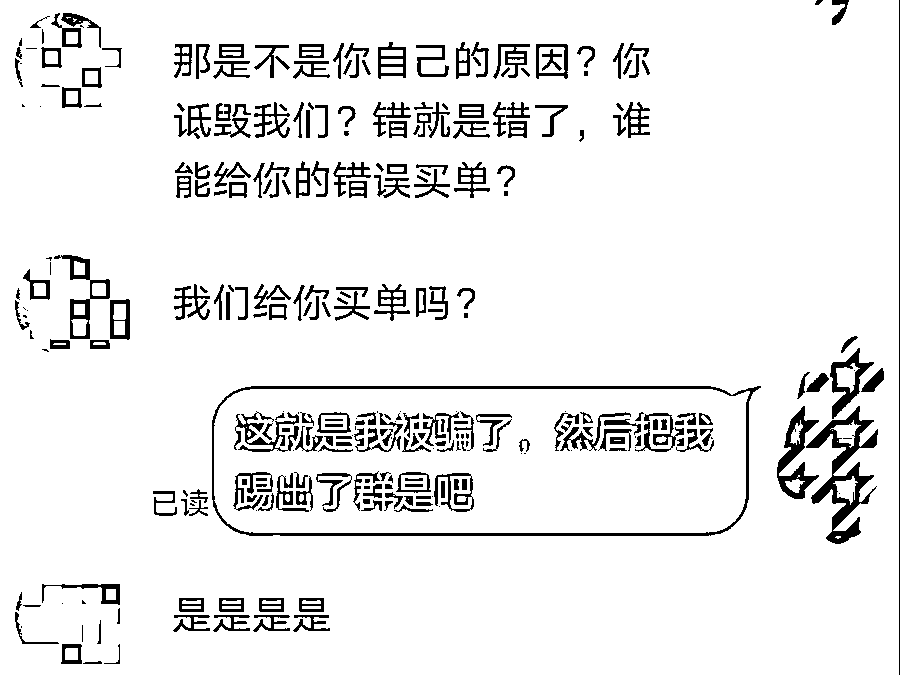 那是不是你自己的原因？你
诋毁我们？错就是错了，谁
能给你的错误买单？
我们给你买单吗？
这就是我被骗了，然后把我
踢出了群是吧
已读
是是是是